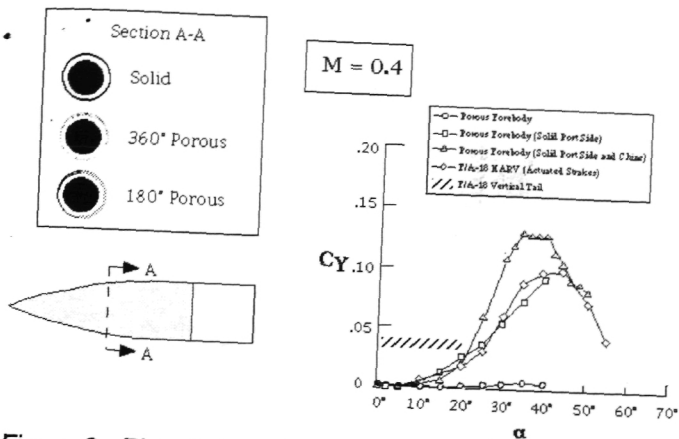 Section A-A
Solid
360° Porous
180° Porous
A
A
M = 0.4
Porous Forebody
Porous Forebody (Solid Port Side)
Porous Forebody (Solid Port Side and Chine)
F/A-18 HARV (Actuated Strakes)
F/A-18 Vertical Tail
.20
.15
CY .10
.05
0
0° 10° 20° 30° 40° 50° 60° 70°
α